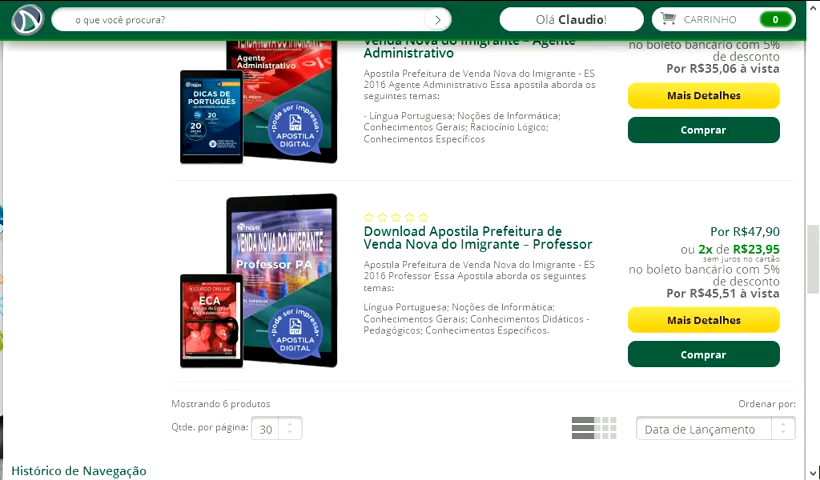 o que você procura?
Olá Claudio!
CARRINHO
0
Venda Nova do Imigrante – Agente
Administrativo
Apostila Prefeitura de Venda Nova do Imigrante - ES
2016 Agente Administrativo Essa apostila aborda os
seguintes temas:
- Língua Portuguesa; Noções de Informática;
Conhecimentos Gerais; Raciocínio Lógico;
Conhecimentos Específicos
no boleto bancário com 5%
de desconto
Por R$35,06 à vista
Mais Detalhes
Comprar
Agente
Administrativo
DICAS DE
PORTUGUÊS
20
20
pode ser impressa
PDF
APOSTILA
DIGITAL
Download Apostila Prefeitura de
Venda Nova do Imigrante – Professor
Apostila Prefeitura de Venda Nova do Imigrante - ES
2016 Professor Essa Apostila aborda os seguintes
temas:
Língua Portuguesa; Noções de Informática;
Conhecimentos Gerais; Conhecimentos Didáticos -
Pedagógicos; Conhecimentos Específicos.
Por R$47,90
ou 2x de R$23,95
sem juros no cartão
no boleto bancário com 5%
de desconto
Por R$45,51 à vista
Mais Detalhes
Comprar
VENDA NOVA DO IMIGRANTE
Professor PA
CURSO ONLINE
ECA
pode ser impressa
PDF
APOSTILA
DIGITAL
Mostrando 6 produtos
Ordenar por:
Qtde. por página: 30
Data de Lançamento
Histórico de Navegação